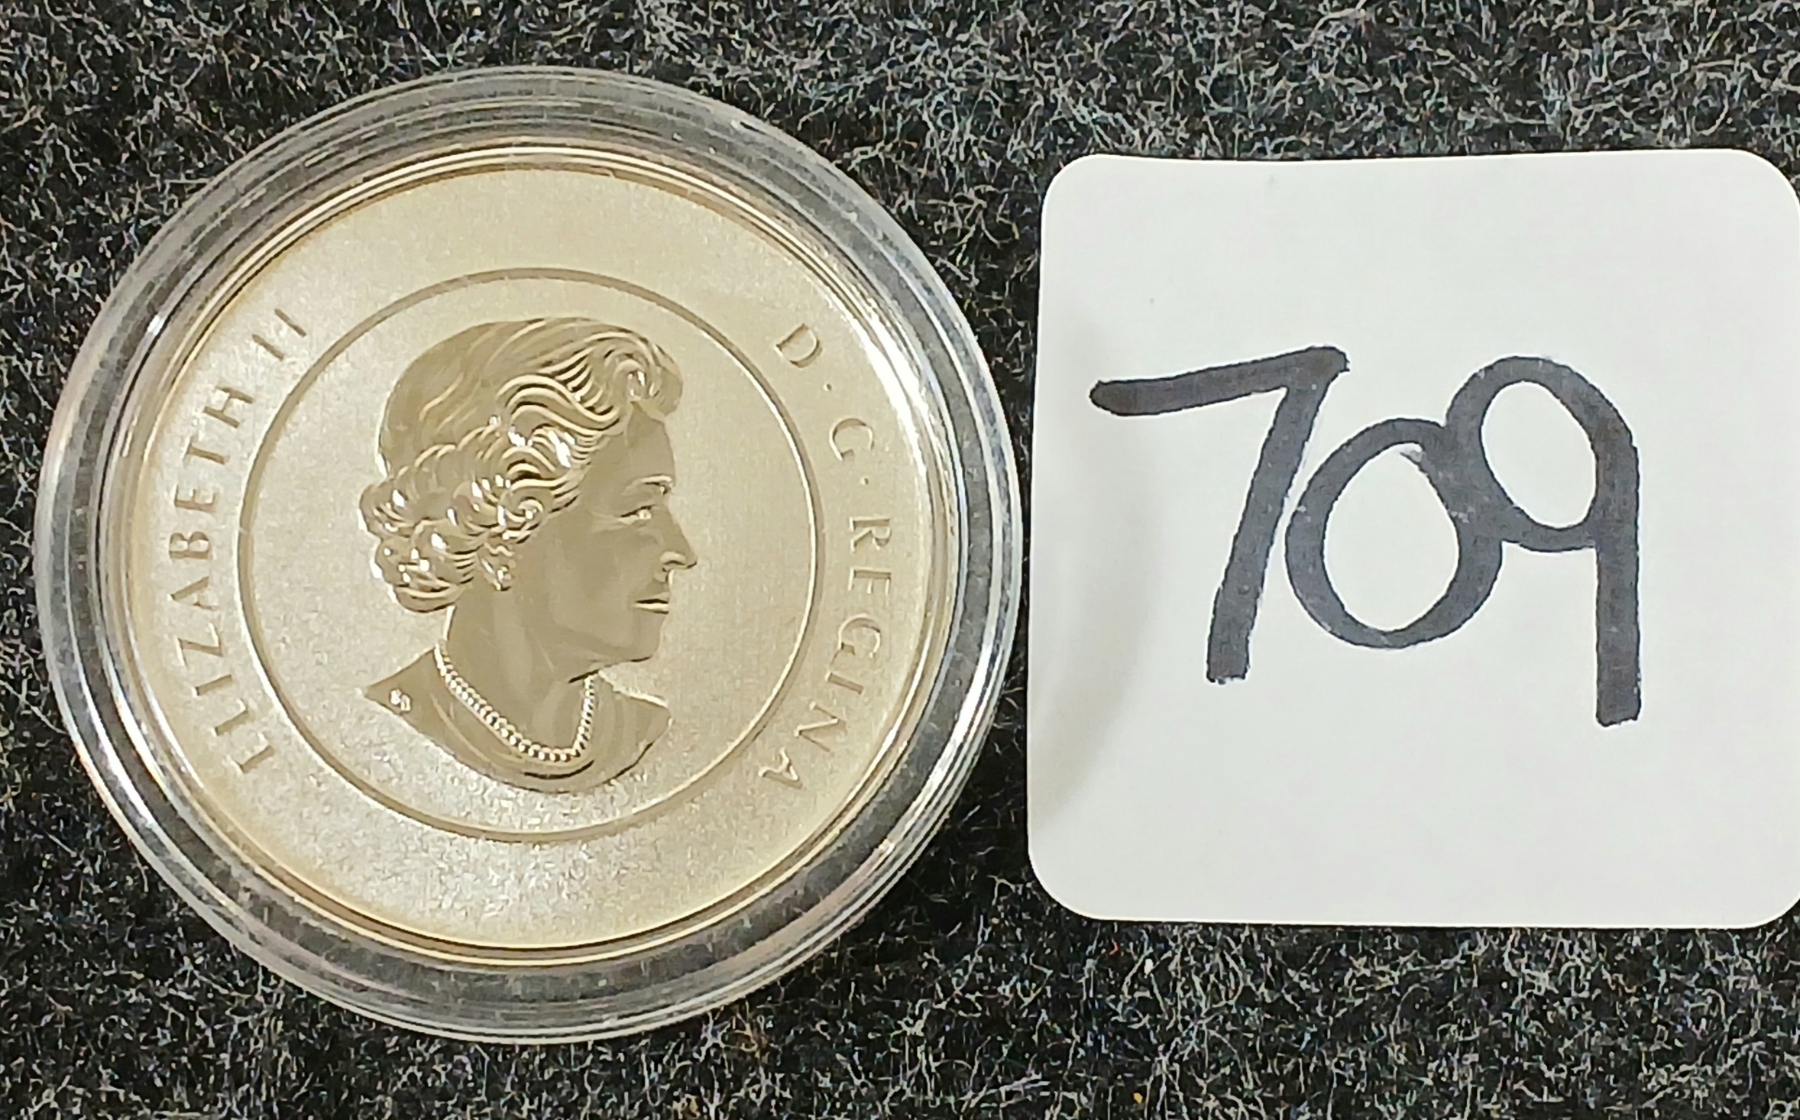 ELIZABETH II
D·G·REGINA
709